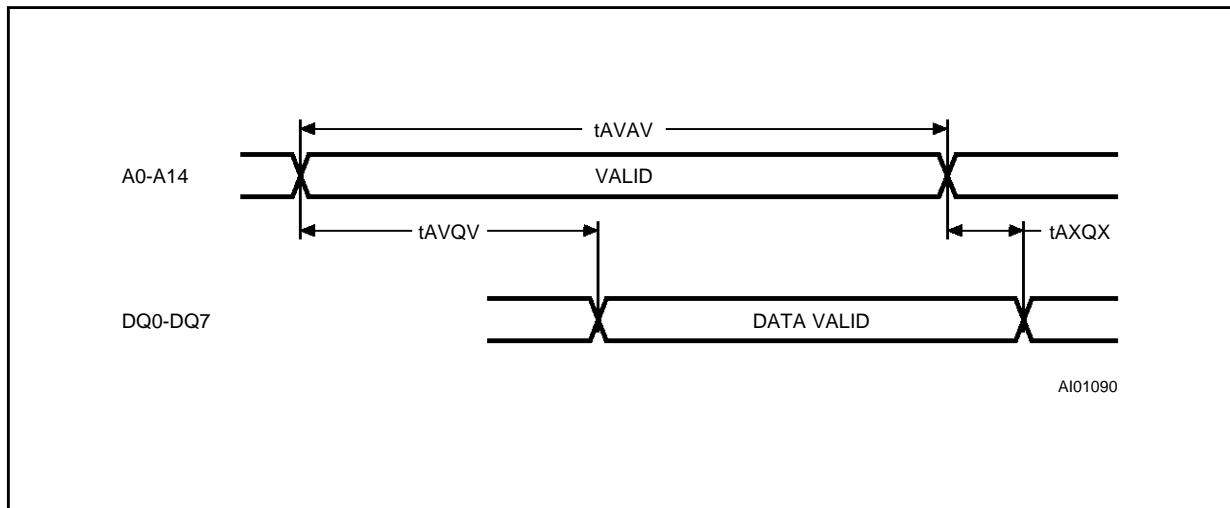 tAVAV
A0-A14 VALID
tAVQV tAXQX
DQ0-DQ7 DATA VALID
AI01090